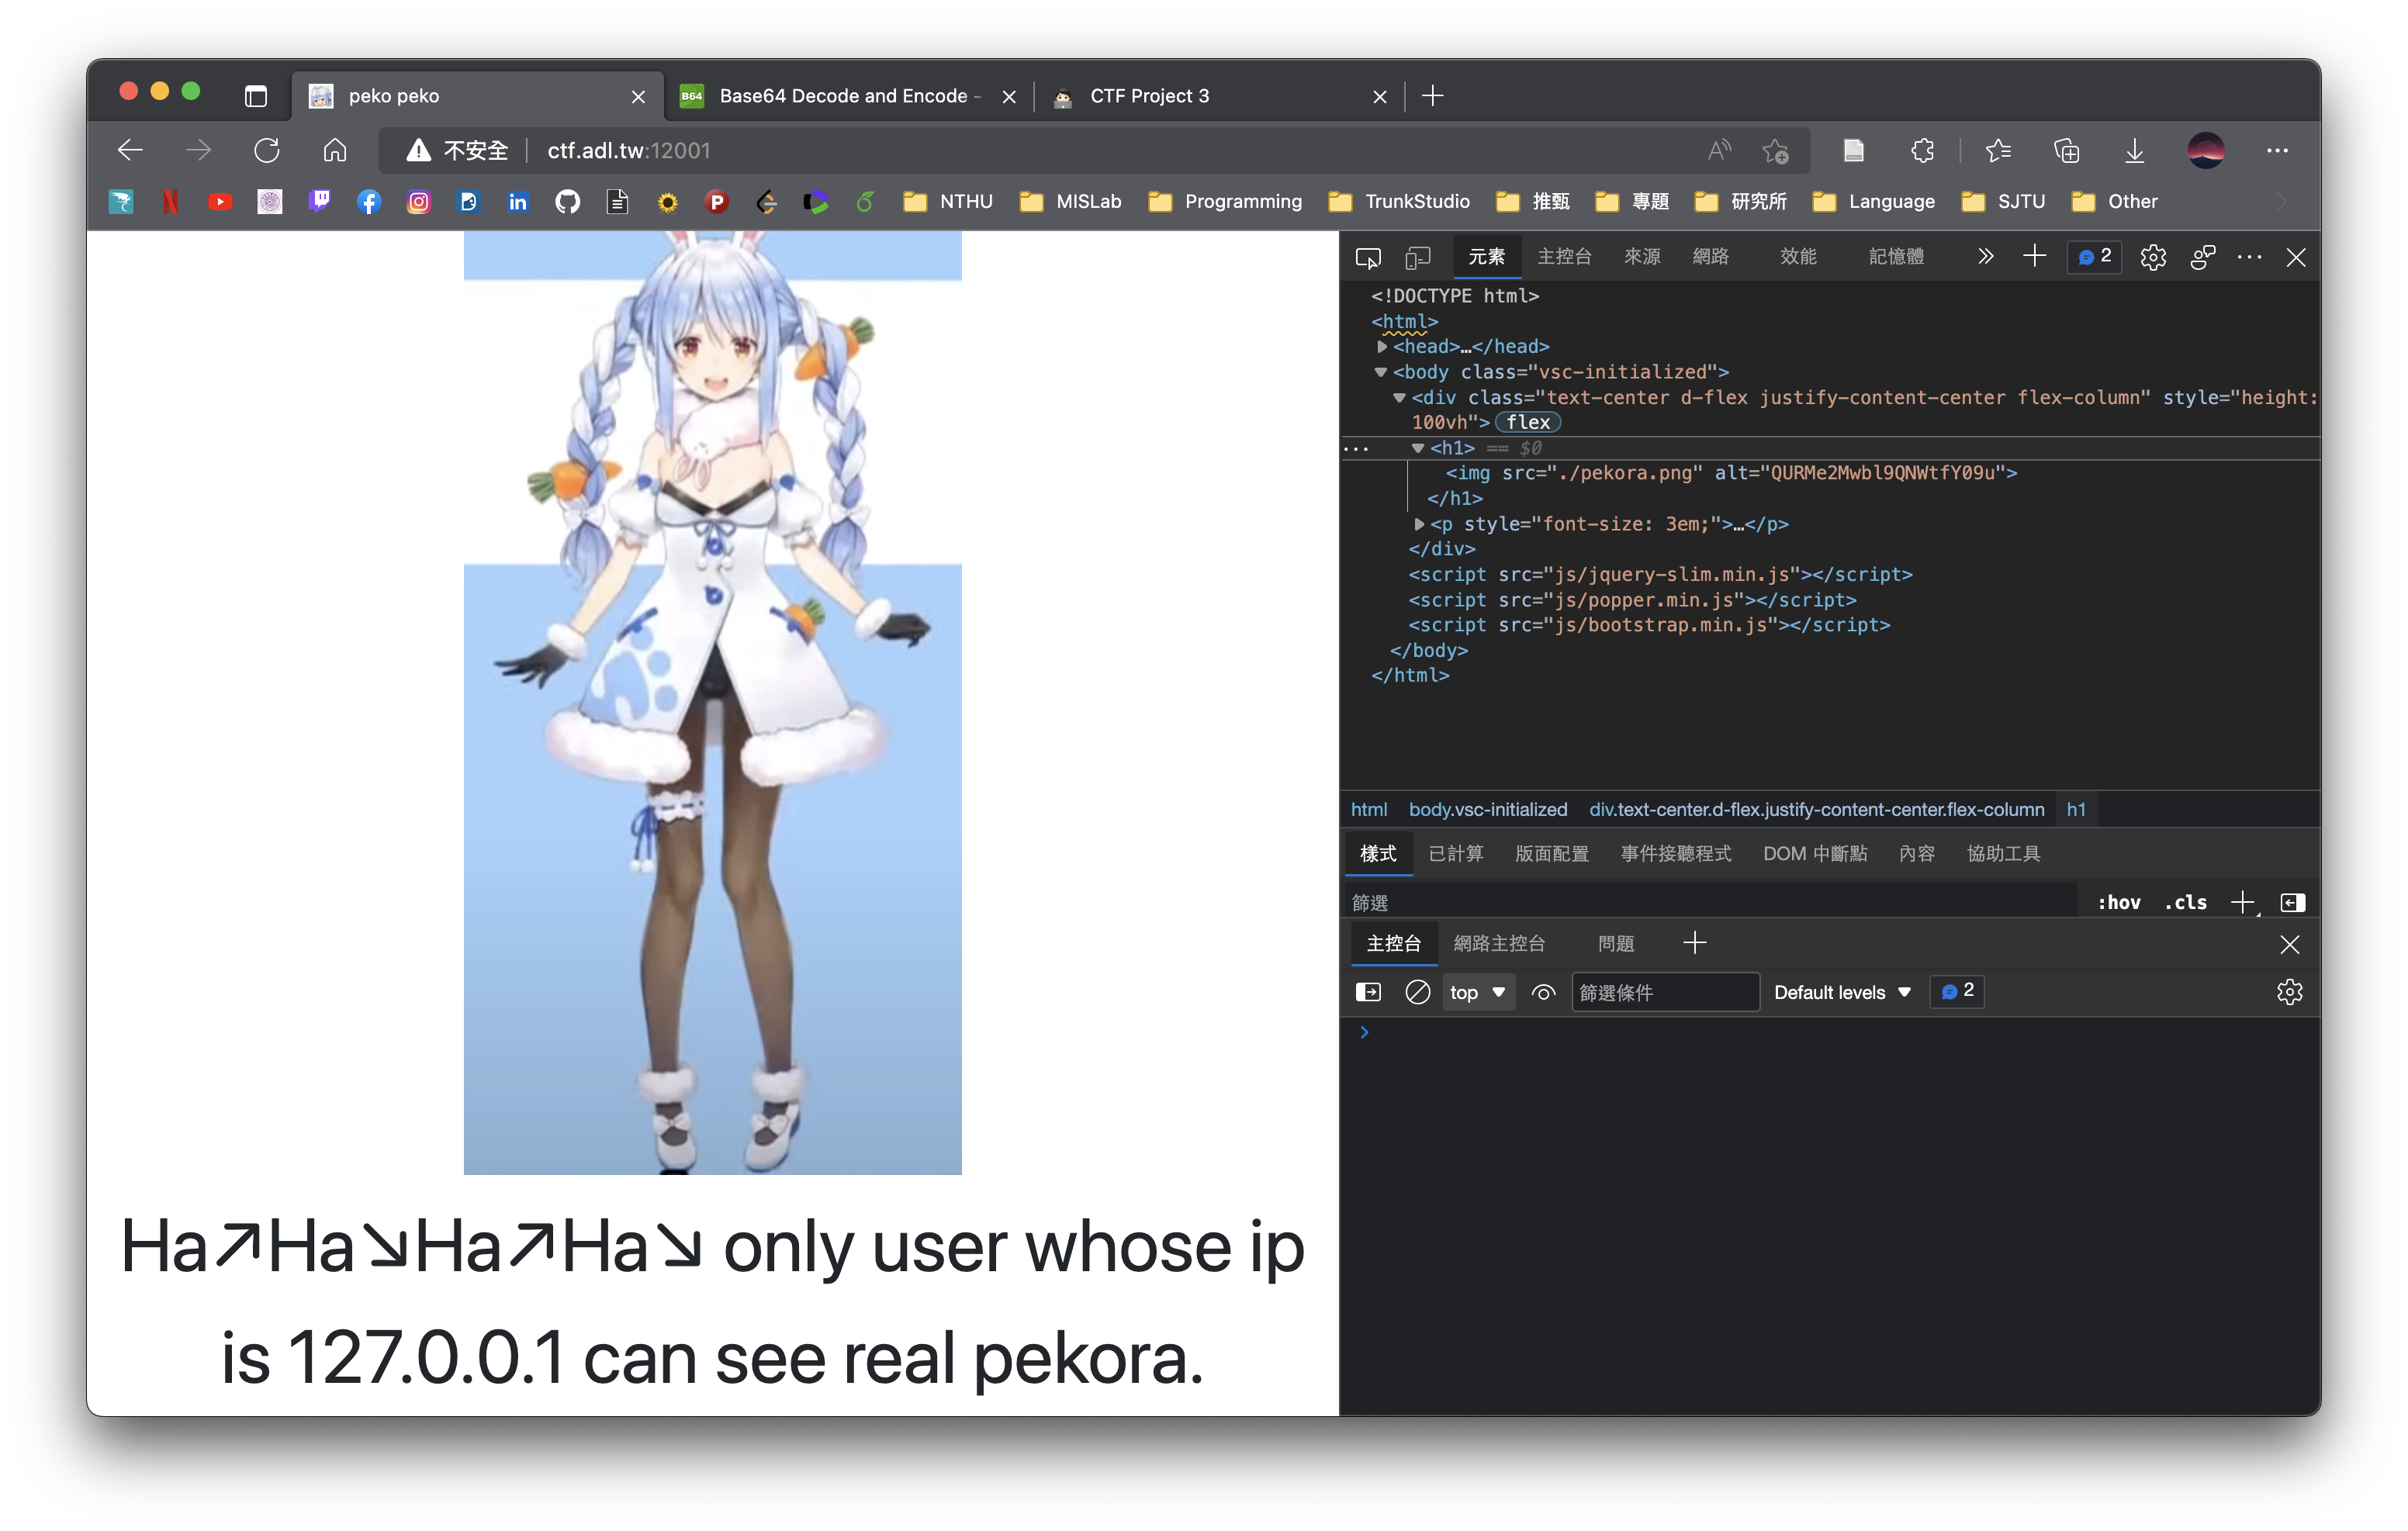 peko peko
B64 Base64 Decode and Encode -
CTF Project 3
不安全 ctf.adl.tw:12001
NTHU MISLab Programming TrunkStudio 推甄 專題 研究所 Language SJTU Other
Ha↗Ha↘Ha↗Ha↘ only user whose ip
is 127.0.0.1 can see real pekora.
元素 主控台 來源 網路 效能 記憶體 2
<!DOCTYPE html>
<html>
<head>…</head>
<body class="vsc-initialized">
<div class="text-center d-flex justify-content-center flex-column" style="height:
100vh"> flex
<h1> == $0
<img src="./pekora.png" alt="QURMe2Mwbl9QNWtfY09u">
</h1>
<p style="font-size: 3em;">…</p>
</div>
<script src="js/jquery-slim.min.js"></script>
<script src="js/popper.min.js"></script>
<script src="js/bootstrap.min.js"></script>
</body>
</html>
html body.vsc-initialized div.text-center.d-flex.justify-content-center.flex-column h1
樣式 已計算 版面配置 事件接聽程式 DOM 中斷點 內容 協助工具
篩選 :hov .cls
主控台 網路主控台 問題
top 篩選條件 Default levels 2